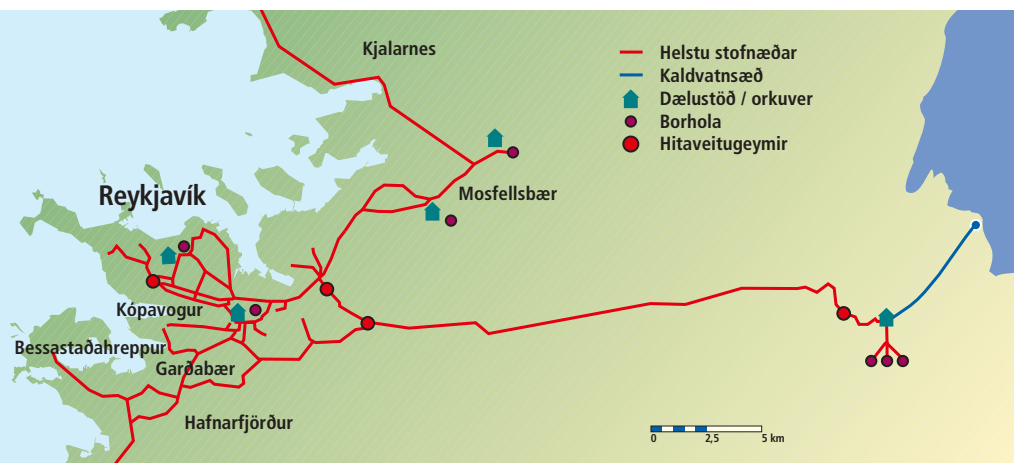 Kjalarnes
Helstu stofnæðar
Kaldvatnsæð
Dælustöð / orkuver
Borhola
Hitaveitugeymir
Reykjavík
Mosfellsbær
Kópavogur
Bessastaðahreppur
Garðabær
Hafnarfjörður
0 2,5 5 km